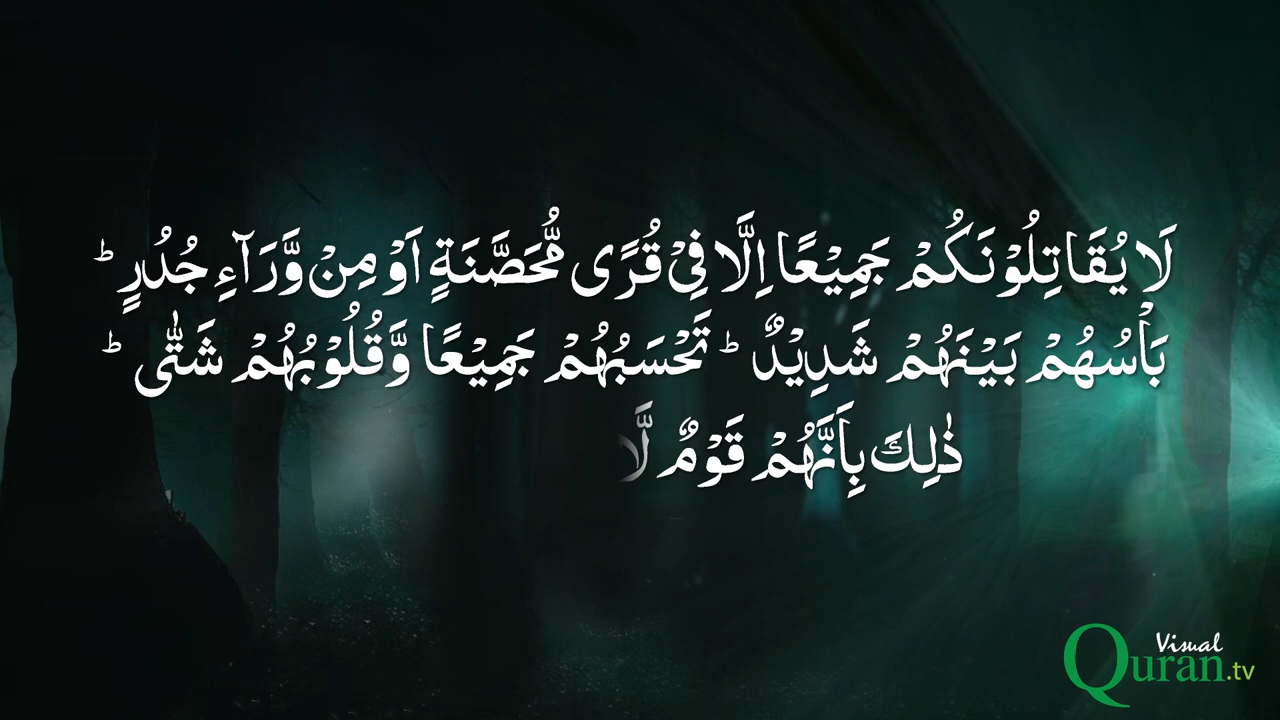 لَا يُقَاتِلُوْنَكُمْ جَمِيْعًا اِلَّا فِيْ قُرًى مُّحَصَّنَةٍ اَوْ مِنْ وَّرَآءِ جُدُرٍ ؕ
بَاْسُهُمْ بَيْنَهُمْ شَدِيْدٌ ؕ تَحْسَبُهُمْ جَمِيْعًا وَّقُلُوْبُهُمْ شَتّٰى ؕ
ذٰلِكَ بِاَنَّهُمْ قَوْمٌ لَّا
Visual
Quran.tv